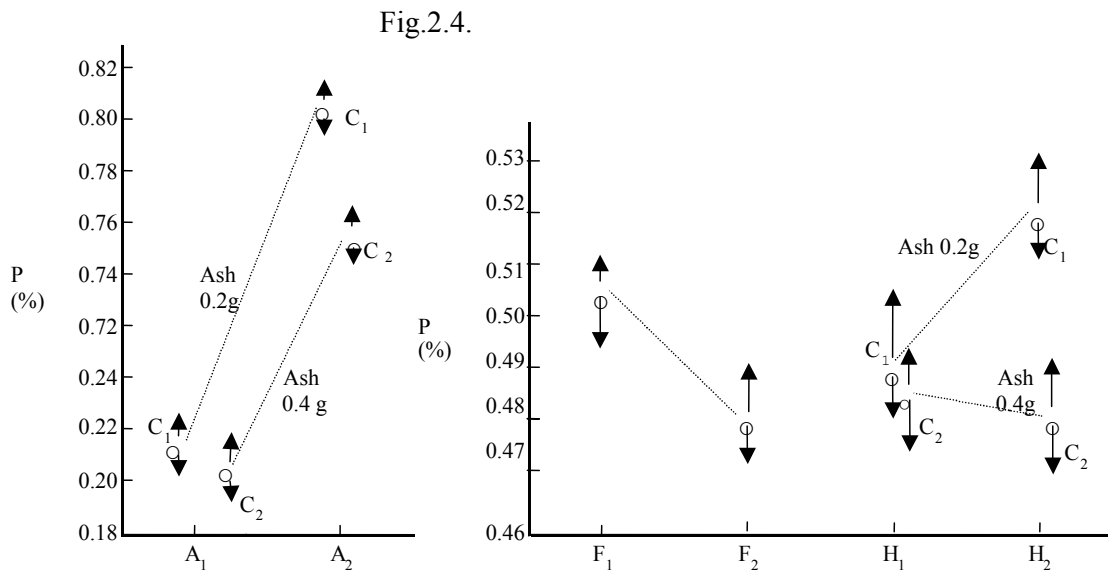 Fig.2.4.
0.82
0.80
0.78
0.76
0.74
0.72
0.24
0.22
0.20
0.18
P
(%)
C1
C2
Ash
0.2g
Ash
0.4 g
C1
C2
A1
A2
0.53
0.52
0.51
0.50
0.49
0.48
0.47
0.46
P
(%)
Ash 0.2g
C1
C1
Ash
0.4g
C2
C2
F1
F2
H1
H2